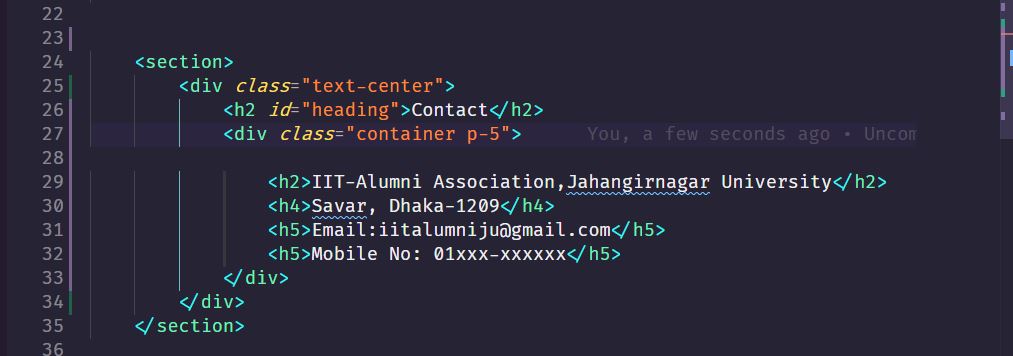 22
23
24 <section>
25 <div class="text-center">
26 <h2 id="heading">Contact</h2>
27 <div class="container p-5"> You, a few seconds ago • Uncom
28
29 <h2>IIT-Alumni Association,Jahangirnagar University</h2>
30 <h4>Savar, Dhaka-1209</h4>
31 <h5>Email:iitalumniju@gmail.com</h5>
32 <h5>Mobile No: 01xxx-xxxxxx</h5>
33 </div>
34 </div>
35 </section>
36